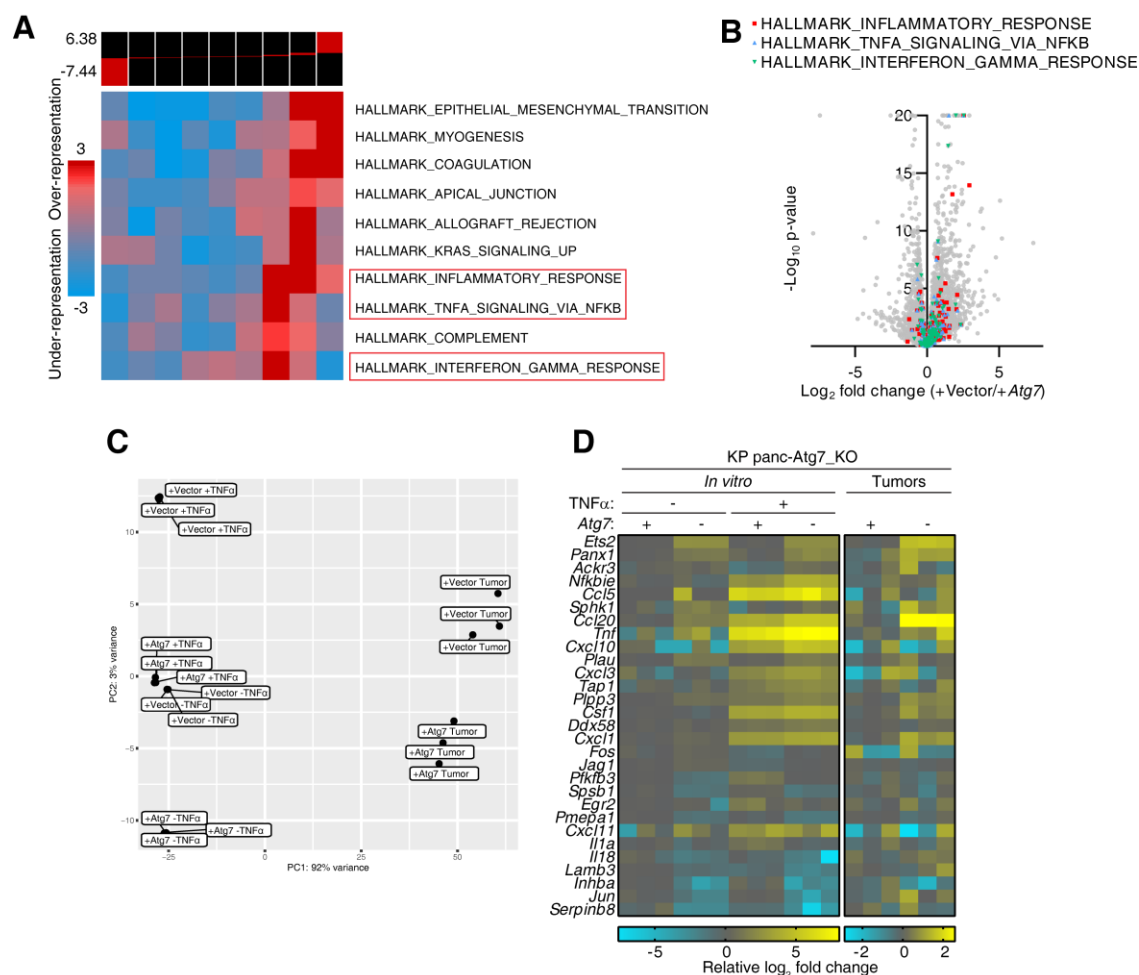 A
6.38
-7.44
Under-representation Over-representation
3
-3
HALLMARK_EPITHELIAL_MESENCHYMAL_TRANSITION
HALLMARK_MYOGENESIS
HALLMARK_COAGULATION
HALLMARK_APICAL_JUNCTION
HALLMARK_ALLOGRAFT_REJECTION
HALLMARK_KRAS_SIGNALING_UP
HALLMARK_INFLAMMATORY_RESPONSE
HALLMARK_TNFA_SIGNALING_VIA_NFKB
HALLMARK_COMPLEMENT
HALLMARK_INTERFERON_GAMMA_RESPONSE
B
HALLMARK_INFLAMMATORY_RESPONSE
HALLMARK_TNFA_SIGNALING_VIA_NFKB
HALLMARK_INTERFERON_GAMMA_RESPONSE
-Log10 p-value
20
15
10
5
-5 0 5
Log2 fold change (+Vector/+Atg7)
C
PC2: 3% variance
10
5
0
-5
-10
+Vector +TNFα
+Vector +TNFα
+Vector +TNFα
+Vector Tumor
+Vector Tumor
+Vector Tumor
+Atg7 +TNFα
+Atg7 +TNFα
+Atg7 +TNFα
+Vector -TNFα
+Vector -TNFα
+Vector -TNFα
+Atg7 Tumor
+Atg7 Tumor
+Atg7 Tumor
+Atg7 -TNFα
+Atg7 -TNFα
+Atg7 -TNFα
-25 0 25 50
PC1: 92% variance
D
KP panc-Atg7_KO
In vitro Tumors
TNFα: - +
Atg7: + - + - + -
Ets2
Panx1
Ackr3
Nfkbie
Ccl5
Sphk1
Ccl20
Tnf
Cxcl10
Plau
Cxcl3
Tap1
Plpp3
Csf1
Ddx58
Cxcl1
Fos
Jag1
Pfkfb3
Spsb1
Egr2
Pmepa1
Cxcl11
Il1a
Il18
Lamb3
Inhba
Jun
Serpinb8
-5 0 5 -2 0 2
Relative log2 fold change